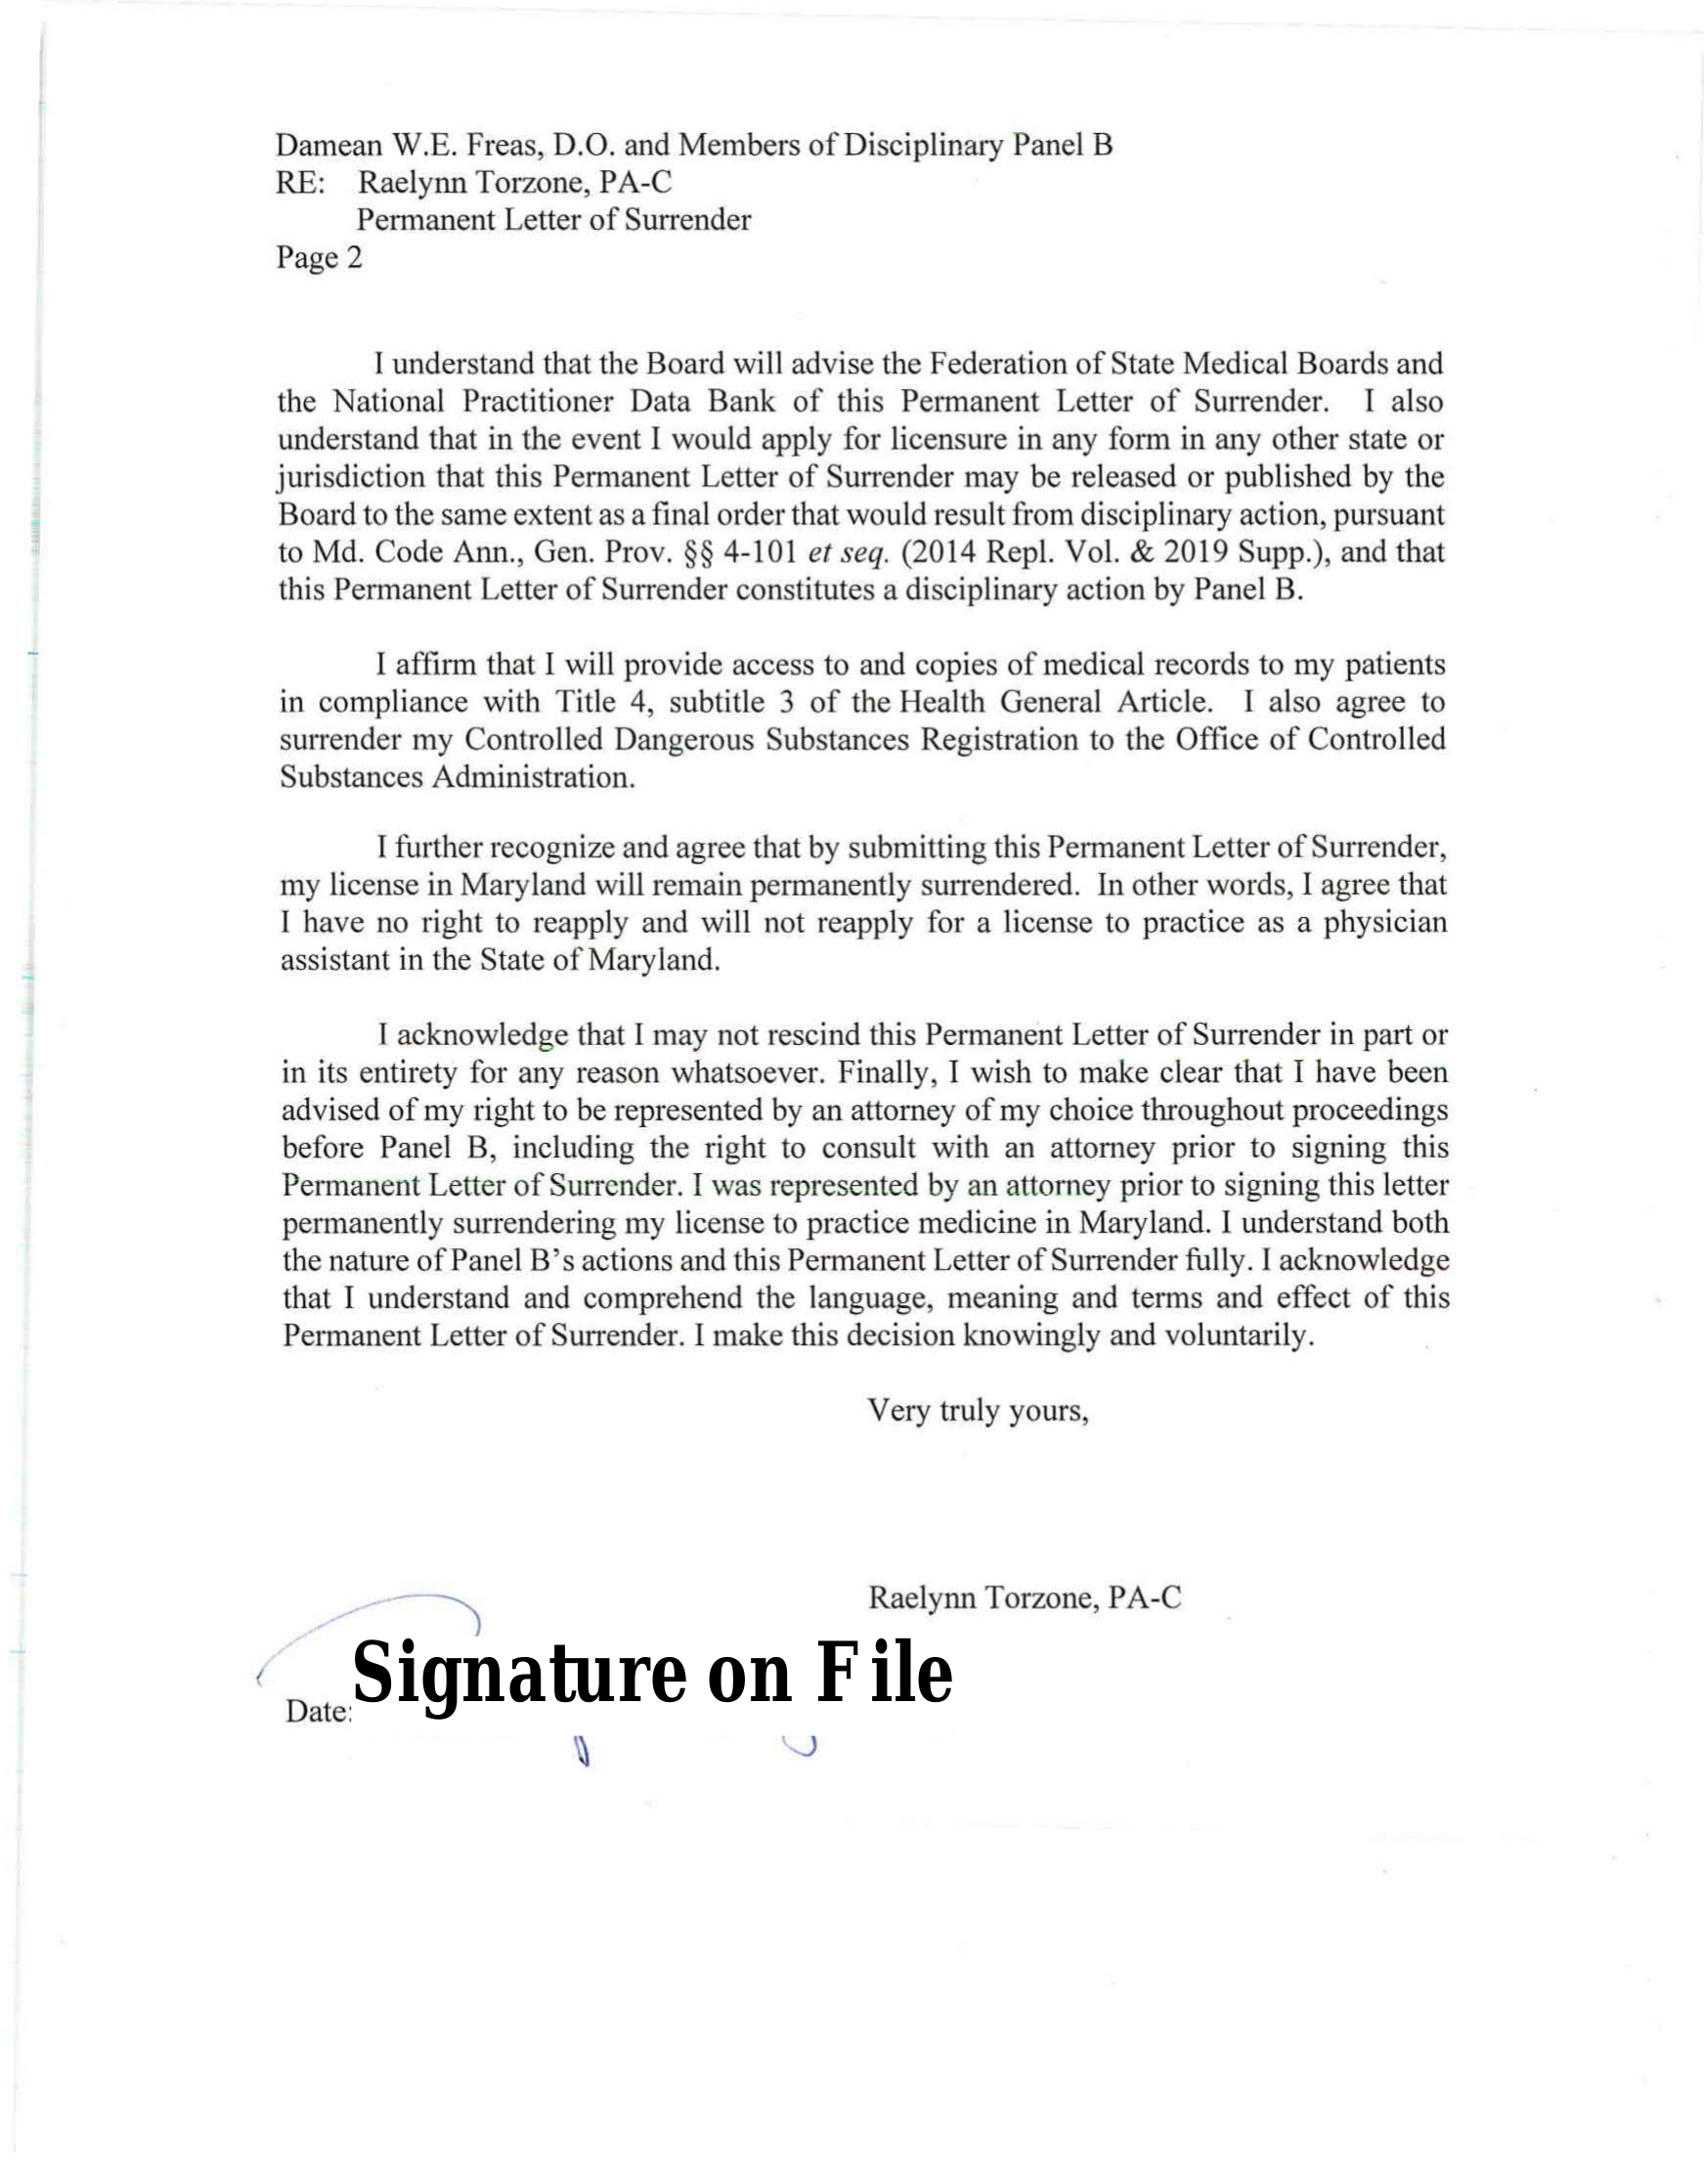 Damean W.E. Freas, D.O. and Members of Disciplinary Panel B
RE: Raelynn Torzone, PA-C
Permanent Letter of Surrender
Page 2
I understand that the Board will advise the Federation of State Medical Boards and
the National Practitioner Data Bank of this Permanent Letter of Surrender. I also
understand that in the event I would apply for licensure in any form in any other state or
jurisdiction that this Permanent Letter of Surrender may be released or published by the
Board to the same extent as a final order that would result from disciplinary action, pursuant
to Md. Code Ann., Gen. Prov. §§ 4-101 et seq. (2014 Repl. Vol. & 2019 Supp.), and that
this Permanent Letter of Surrender constitutes a disciplinary action by Panel B.
I affirm that I will provide access to and copies of medical records to my patients
in compliance with Title 4, subtitle 3 of the Health General Article. I also agree to
surrender my Controlled Dangerous Substances Registration to the Office of Controlled
Substances Administration.
I further recognize and agree that by submitting this Permanent Letter of Surrender,
my license in Maryland will remain permanently surrendered. In other words, I agree that
I have no right to reapply and will not reapply for a license to practice as a physician
assistant in the State of Maryland.
I acknowledge that I may not rescind this Permanent Letter of Surrender in part or
in its entirety for any reason whatsoever. Finally, I wish to make clear that I have been
advised of my right to be represented by an attorney of my choice throughout proceedings
before Panel B, including the right to consult with an attorney prior to signing this
Permanent Letter of Surrender. I was represented by an attorney prior to signing this letter
permanently surrendering my license to practice medicine in Maryland. I understand both
the nature of Panel B's actions and this Permanent Letter of Surrender fully. I acknowledge
that I understand and comprehend the language, meaning and terms and effect of this
Permanent Letter of Surrender. I make this decision knowingly and voluntarily.
Very truly yours,
Raelynn Torzone, PA-C
Signature on File
Date: